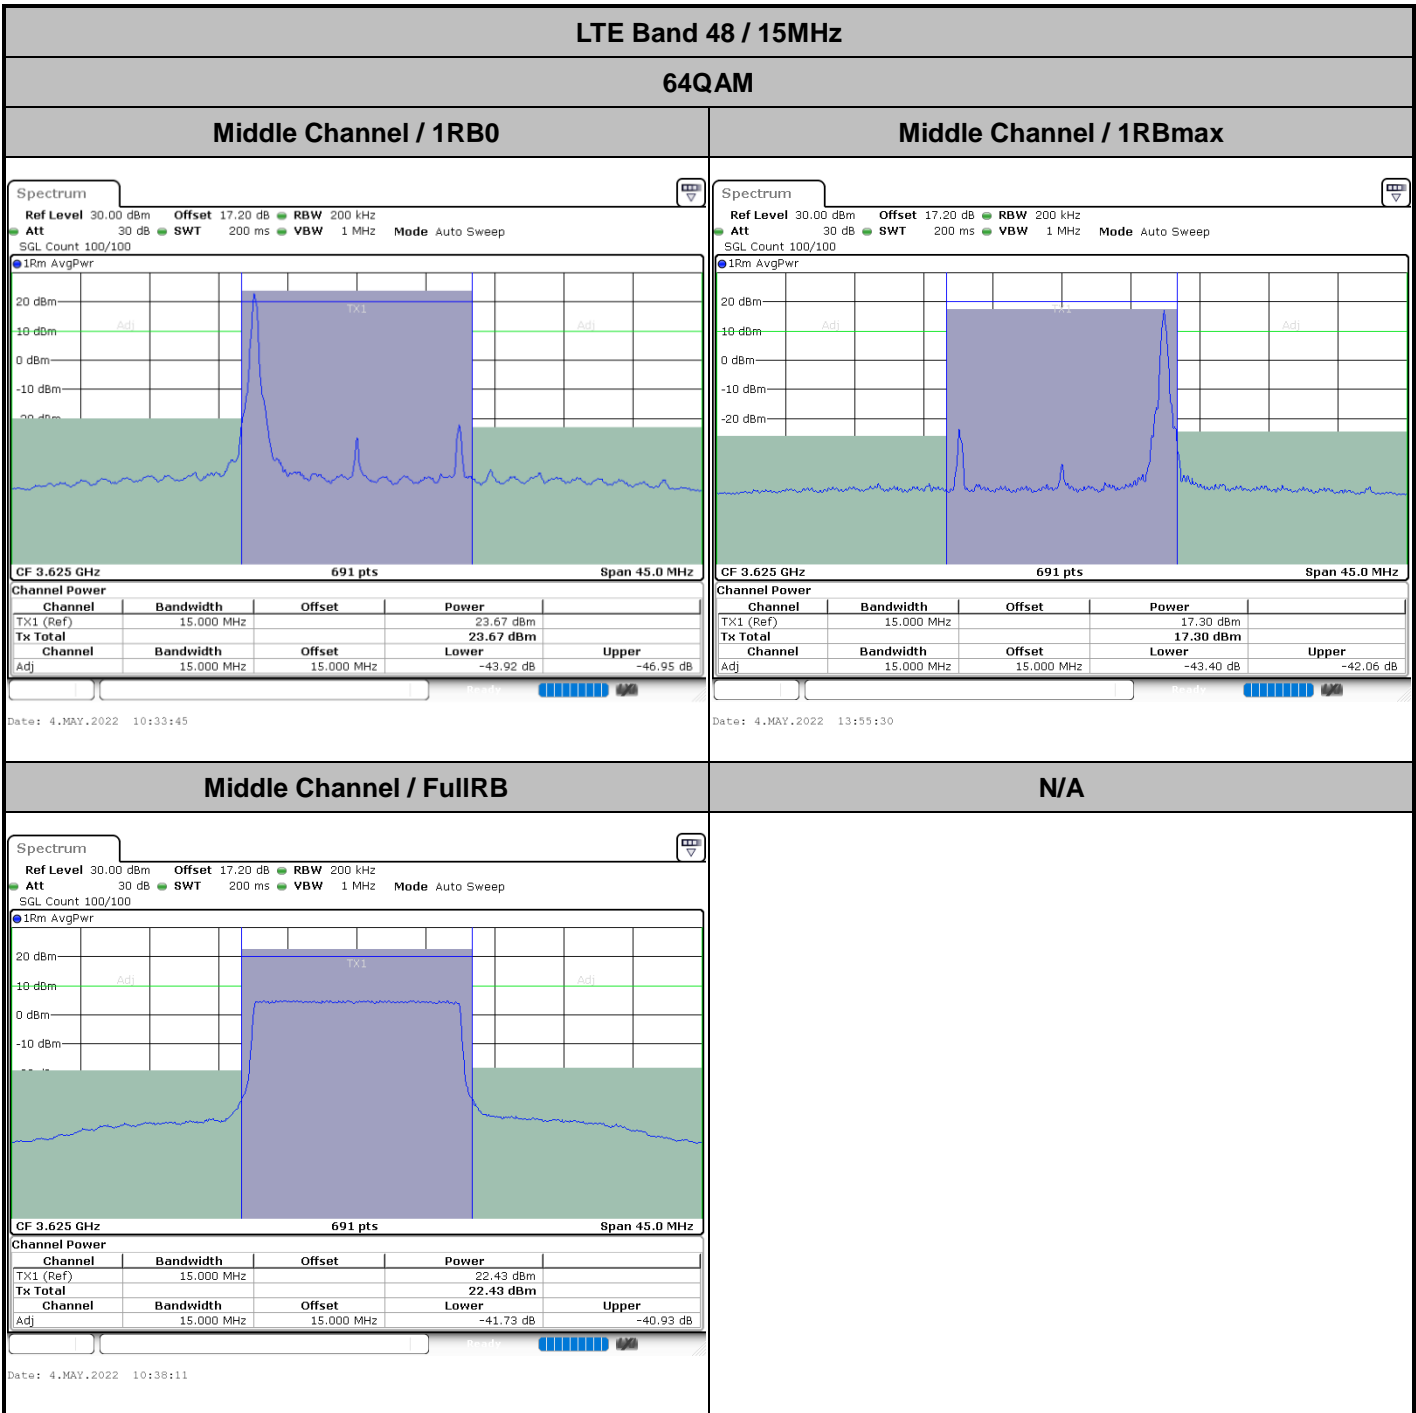 LTE Band 48 / 15MHz
64QAM
Middle Channel / 1RB0
Middle Channel / 1RBmax
Spectrum
Ref Level 30.00 dBm Offset 17.20 dB RBW 200 kHz
Att 30 dB SWT 200 ms VBW 1 MHz Mode Auto Sweep
SGL Count 100/100
1Rm AvgPwr
20 dBm
10 dBm
0 dBm
-10 dBm
-20 dBm
Adj
TX1
Adj
CF 3.625 GHz 691 pts Span 45.0 MHz
Channel Power
Channel Bandwidth Offset Power
TX1 (Ref) 15.000 MHz 23.67 dBm
Tx Total 23.67 dBm
Channel Bandwidth Offset Lower Upper
Adj 15.000 MHz 15.000 MHz -43.92 dB -46.95 dB
Ready
Date: 4.MAY.2022 10:33:45
Spectrum
Ref Level 30.00 dBm Offset 17.20 dB RBW 200 kHz
Att 30 dB SWT 200 ms VBW 1 MHz Mode Auto Sweep
SGL Count 100/100
1Rm AvgPwr
20 dBm
10 dBm
0 dBm
-10 dBm
-20 dBm
Adj
TX1
Adj
CF 3.625 GHz 691 pts Span 45.0 MHz
Channel Power
Channel Bandwidth Offset Power
TX1 (Ref) 15.000 MHz 17.30 dBm
Tx Total 17.30 dBm
Channel Bandwidth Offset Lower Upper
Adj 15.000 MHz 15.000 MHz -43.40 dB -42.06 dB
Ready
Date: 4.MAY.2022 13:55:30
Middle Channel / FullRB
N/A
Spectrum
Ref Level 30.00 dBm Offset 17.20 dB RBW 200 kHz
Att 30 dB SWT 200 ms VBW 1 MHz Mode Auto Sweep
SGL Count 100/100
1Rm AvgPwr
20 dBm
10 dBm
0 dBm
-10 dBm
Adj
TX1
Adj
CF 3.625 GHz 691 pts Span 45.0 MHz
Channel Power
Channel Bandwidth Offset Power
TX1 (Ref) 15.000 MHz 22.43 dBm
Tx Total 22.43 dBm
Channel Bandwidth Offset Lower Upper
Adj 15.000 MHz 15.000 MHz -41.73 dB -40.93 dB
Ready
Date: 4.MAY.2022 10:38:11